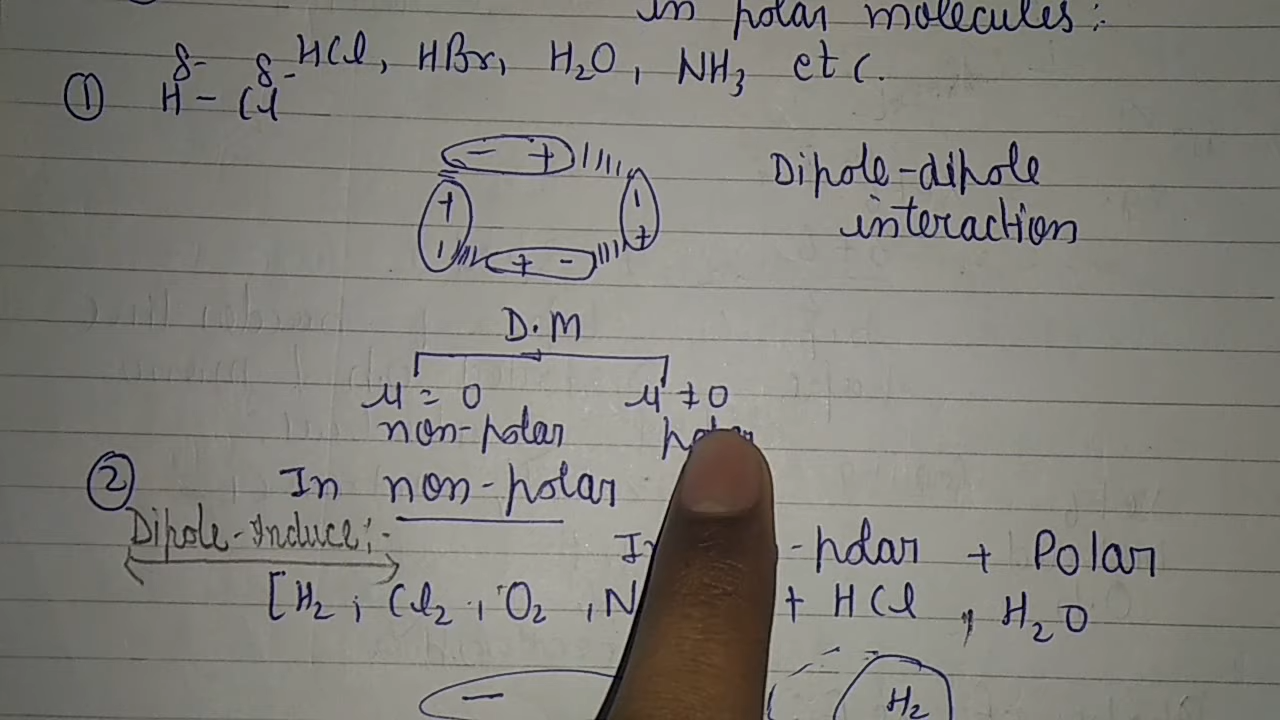 in polar molecules:
HCl, HBr, H₂O, NH₃ etc.
δ- δ-
① H - Cl
- +
+ -
- +
+ -
Dipole-dipole
interaction
D.M
μ = 0 μ ≠ 0
non-polar
② In non-polar
Dipole-Induce:-
-polar + Polar
[H₂, Cl₂, O₂, N + HCl, H₂O
- H₂